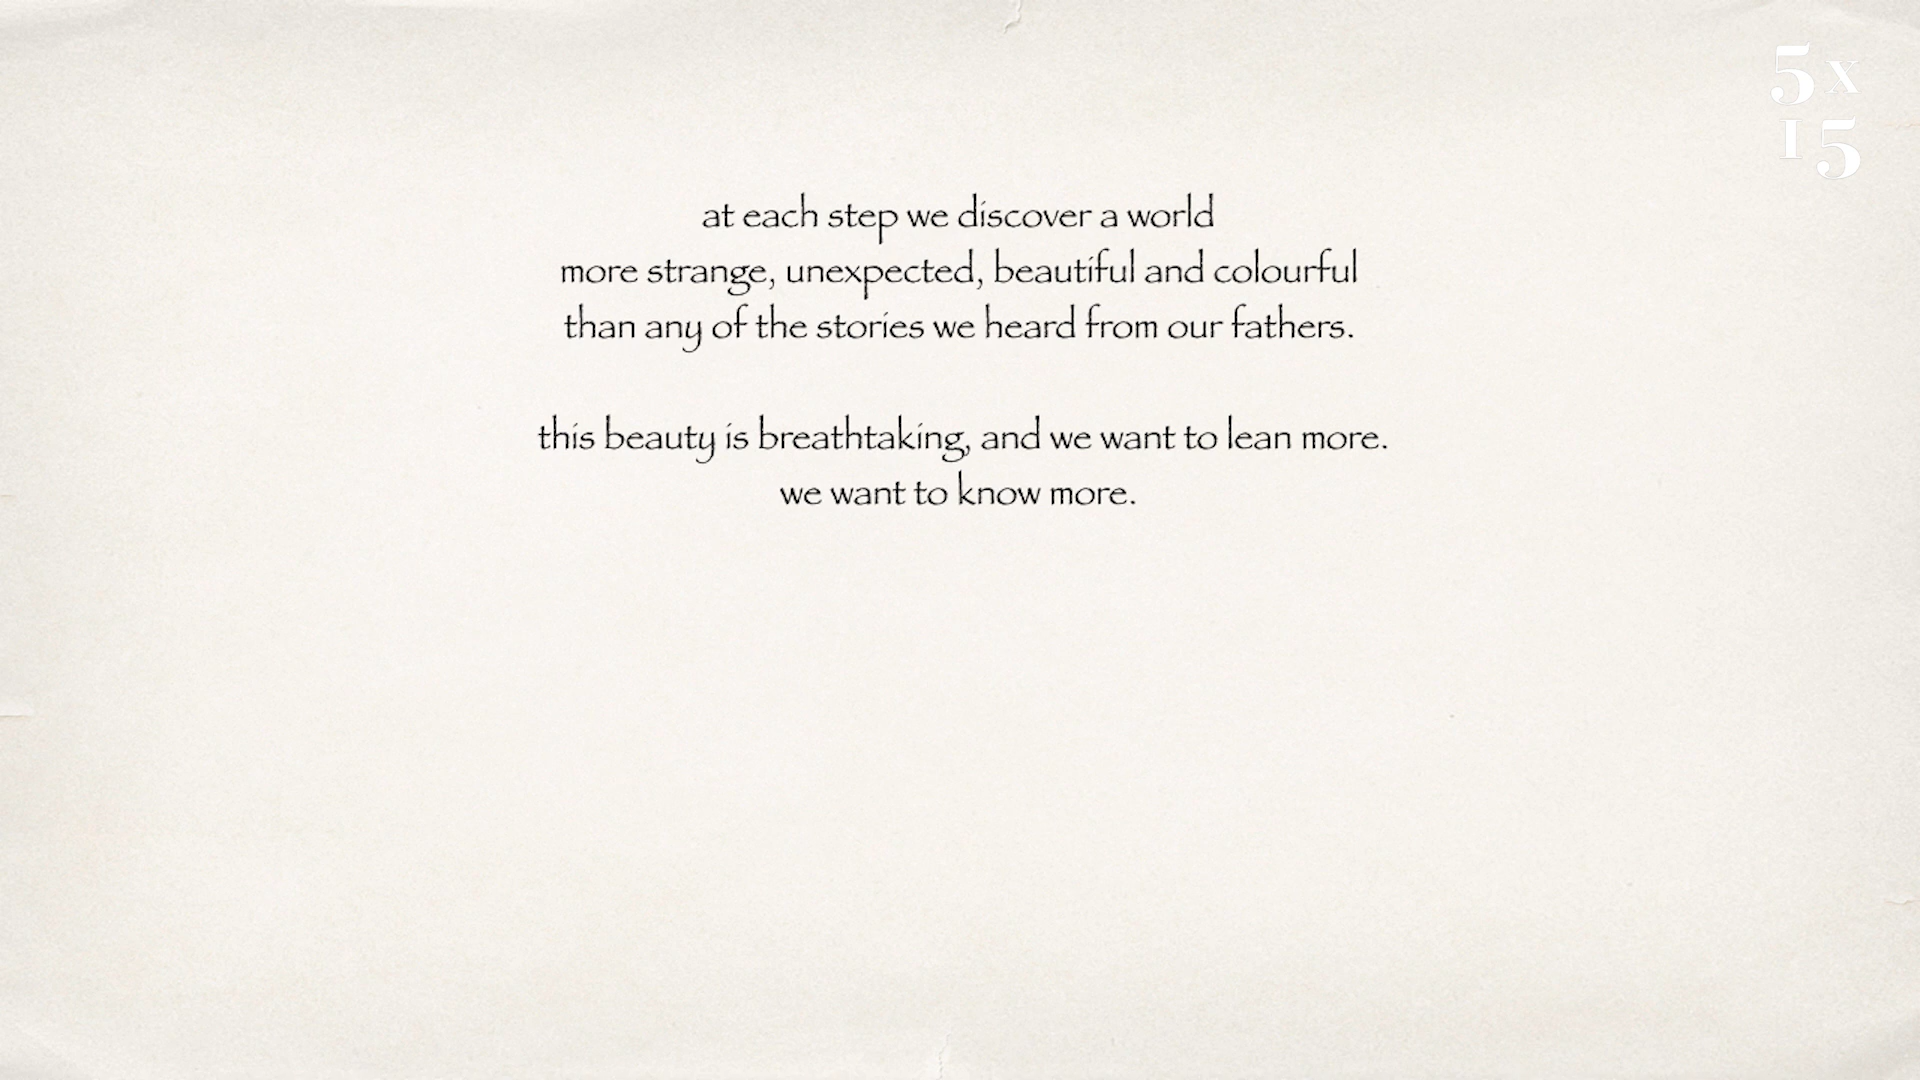 5x
15
at each step we discover a world
more strange, unexpected, beautiful and colourful
than any of the stories we heard from our fathers.
this beauty is breathtaking, and we want to lean more.
we want to know more.